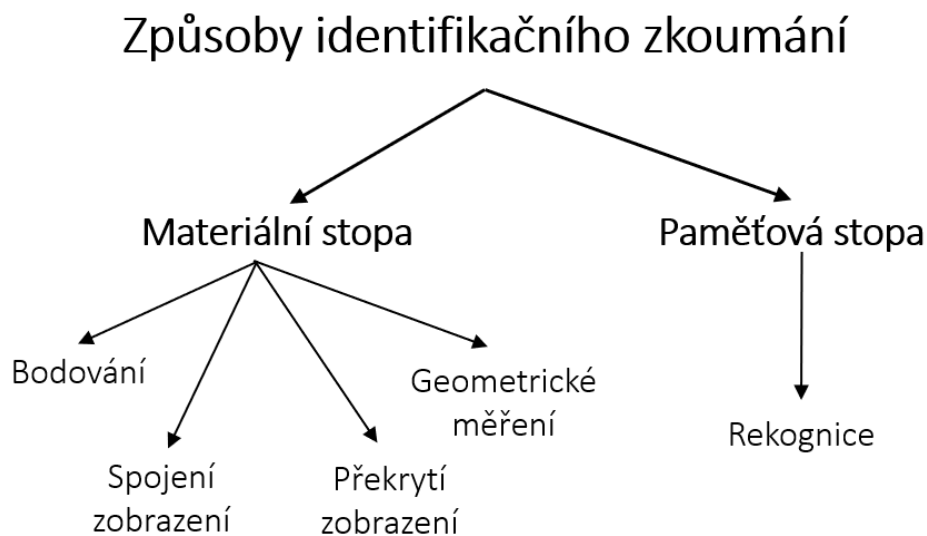 Způsoby identifikačního zkoumání
Materiální stopa
Paměťová stopa
Bodování
Spojení
zobrazení
Překrytí
zobrazení
Geometrické
měření
Rekognice